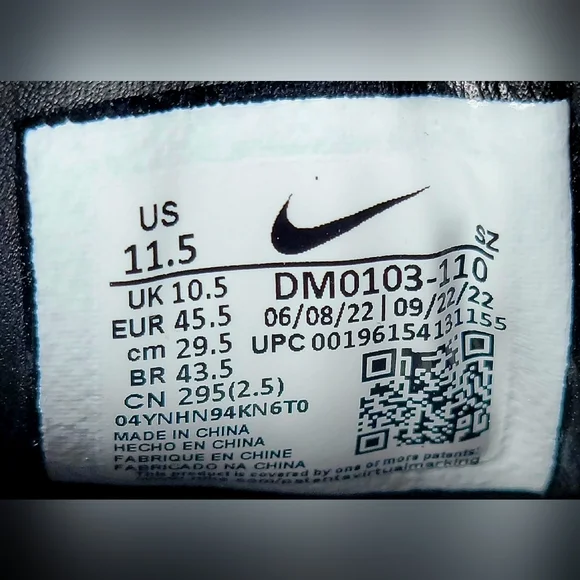 US
11.5
SZ
UK 10.5
DM0103-110
EUR 45.5
06/08/22 | 09/22/22
cm 29.5
UPC 00196154131155
BR 43.5
CN 295(2.5)
04YNHN94KN6T0
MADE IN CHINA
HECHO EN CHINA
FABRIQUE EN CHINE
FABRICADO NA CHINA
This product is covered by one or more patents:
.com/patentsvirtualmarking